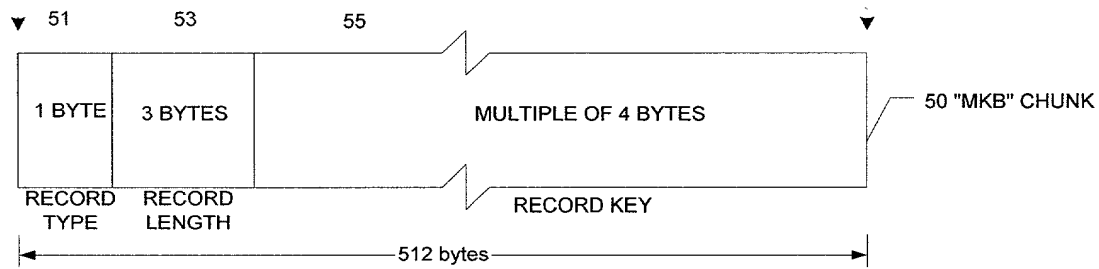 51 53 55
1 BYTE 3 BYTES MULTIPLE OF 4 BYTES 50 "MKB" CHUNK
RECORD TYPE RECORD LENGTH RECORD KEY
512 bytes